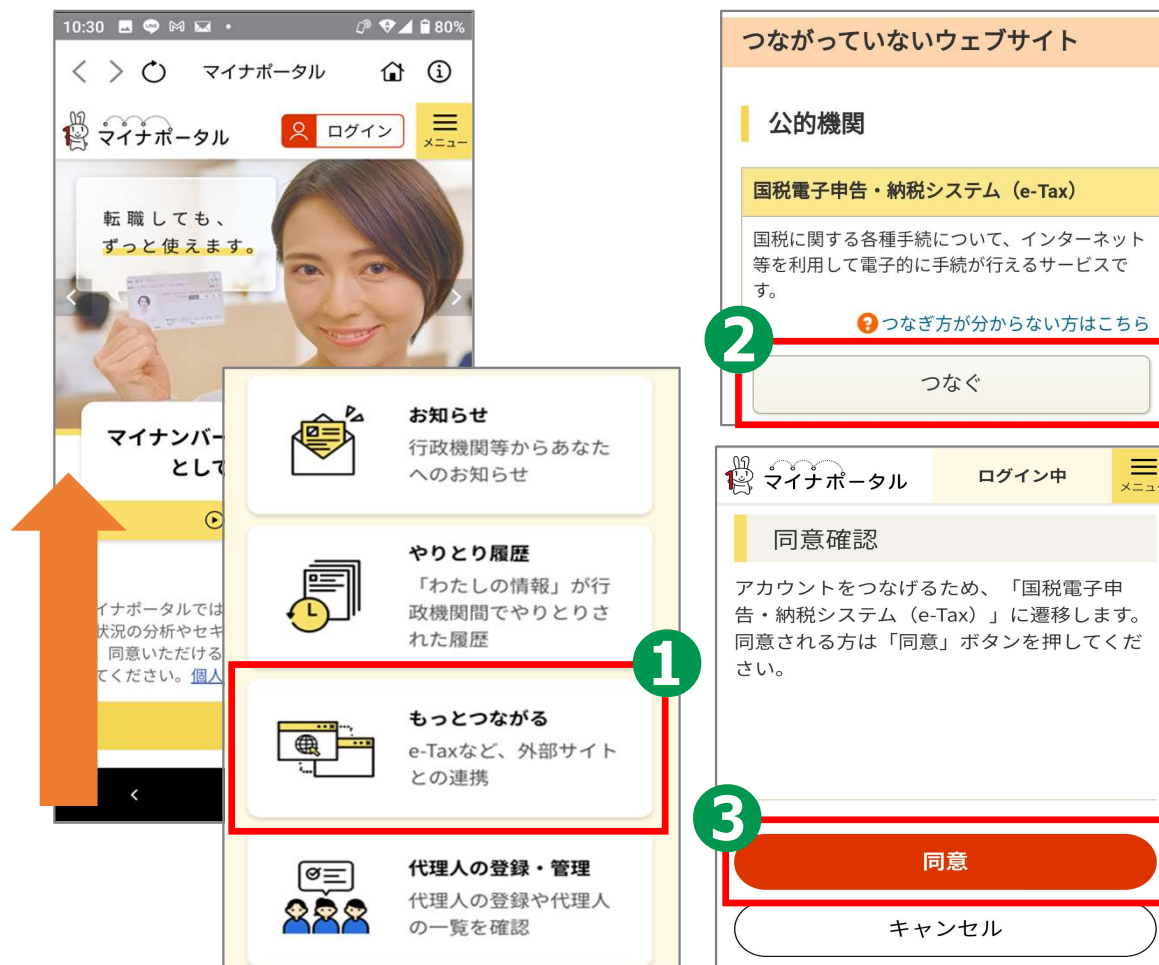 10:30
80%
マイナポータル
マイナポータル
ログイン
メニュー
転職しても、
ずっと使えます。
マイナンバー
として
イナポータルでは
状況の分析やセキ
同意いただける
てください。個人
お知らせ
行政機関等からあなた
へのお知らせ
やりとり履歴
「わたしの情報」が行
政機関間でやりとりさ
れた履歴
1
もっとつながる
e-Taxなど、外部サイト
との連携
代理人の登録・管理
代理人の登録や代理人
の一覧を確認
つながっていないウェブサイト
公的機関
国税電子申告・納税システム（e-Tax）
国税に関する各種手続について、インターネット
等を利用して電子的に手続が行えるサービスで
す。
?つなぎ方が分からない方はこちら
2
つなぐ
マイナポータル
ログイン中
メニュー
同意確認
アカウントをつなげるため、「国税電子申
告・納税システム（e-Tax）」に遷移します。
同意される方は「同意」ボタンを押してくだ
さい。
3
同意
キャンセル